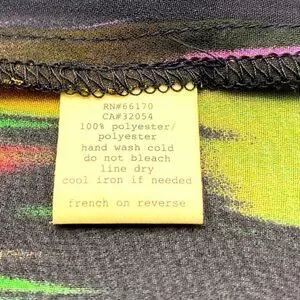 RN#66170
CA#32054
100% polyester/
polyester
hand wash cold
do not bleach
line dry
cool iron if needed
french on reverse